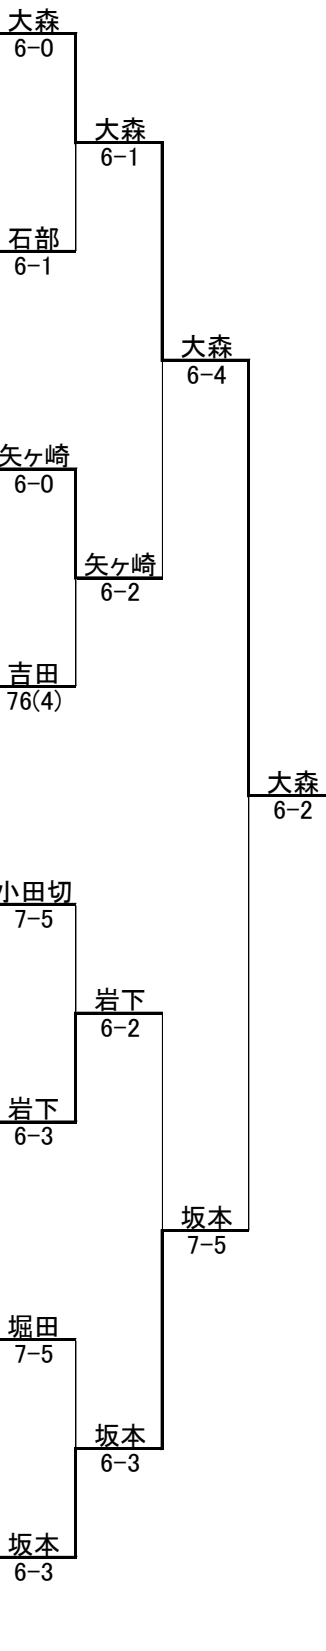 大森
6-0
大森
6-1
石部
6-1
大森
6-4
矢ヶ崎
6-0
矢ヶ崎
6-2
吉田
76(4)
大森
6-2
小田切
7-5
岩下
6-2
岩下
6-3
坂本
7-5
堀田
7-5
坂本
6-3
坂本
6-3